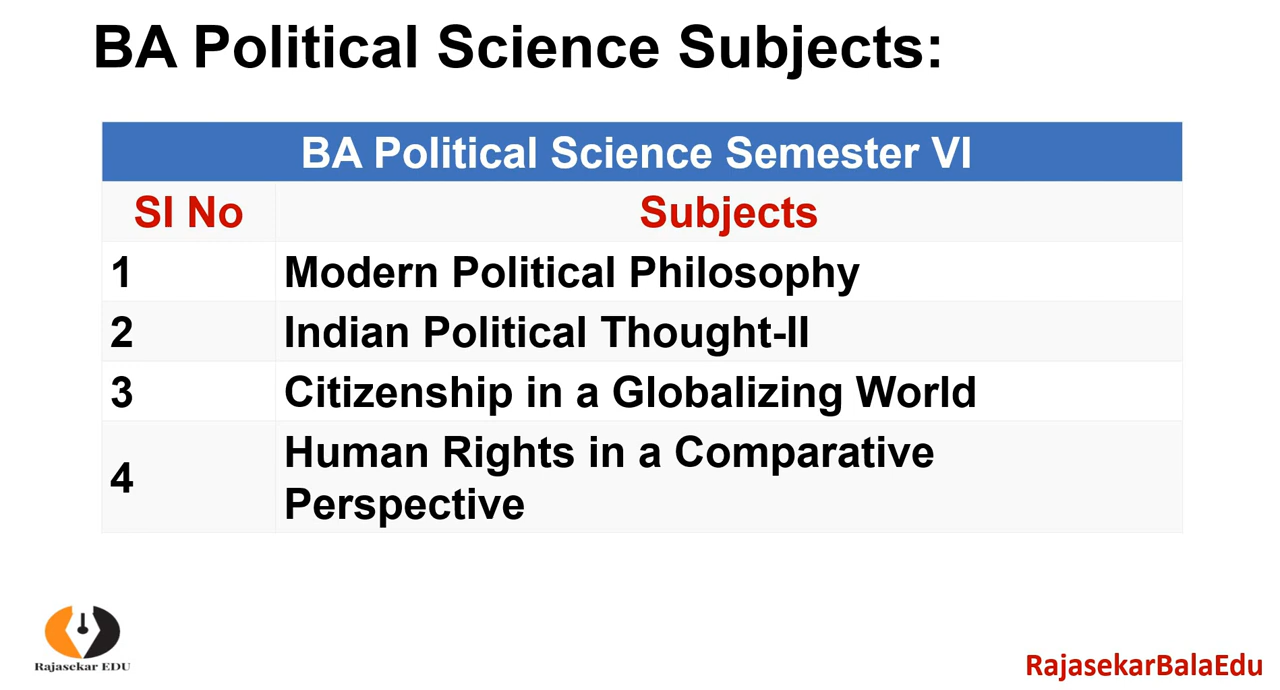 BA Political Science Subjects:
BA Political Science Semester VI
Sl No Subjects
1 Modern Political Philosophy
2 Indian Political Thought-II
3 Citizenship in a Globalizing World
4 Human Rights in a Comparative
Perspective
Rajasekar EDU
RajasekarBalaEdu